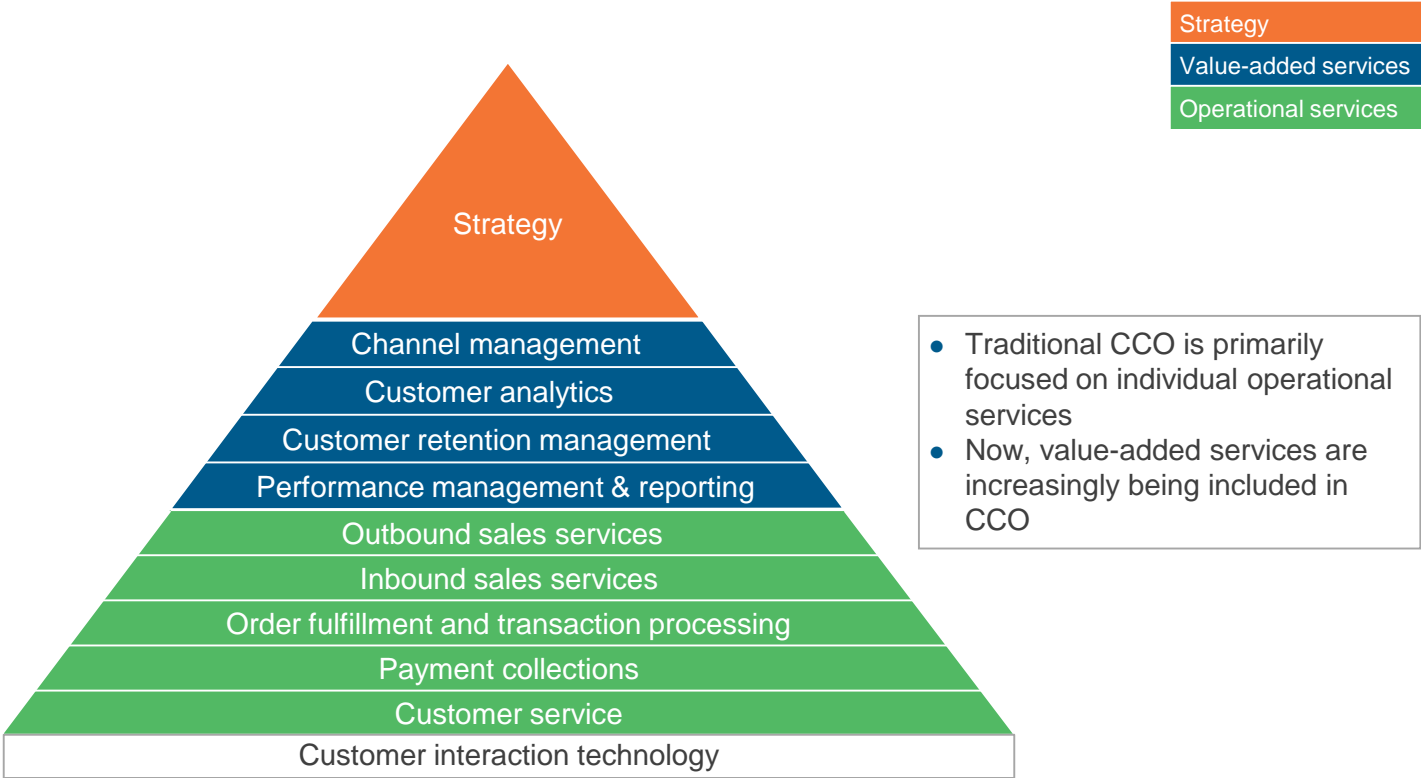 Strategy
Value-added services
Operational services
Strategy
Channel management
Customer analytics
Customer retention management
Performance management & reporting
Outbound sales services
Inbound sales services
Order fulfillment and transaction processing
Payment collections
Customer service
Customer interaction technology
● Traditional CCO is primarily
focused on individual operational
services
● Now, value-added services are
increasingly being included in
CCO